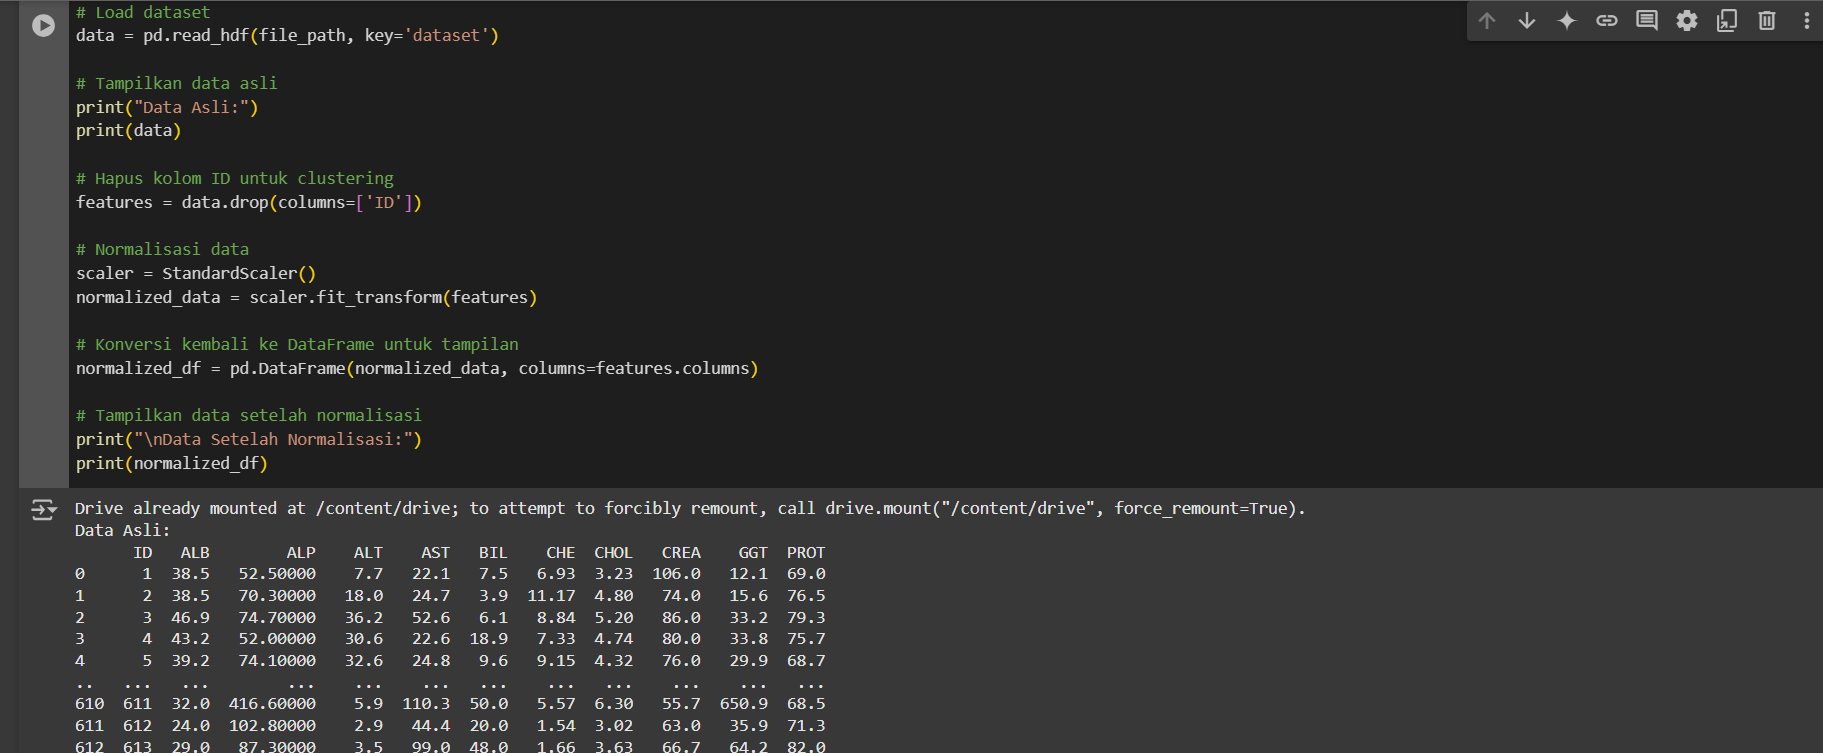 # Load dataset
data = pd.read_hdf(file_path, key='dataset')
# Tampilkan data asli
print("Data Asli:")
print(data)
# Hapus kolom ID untuk clustering
features = data.drop(columns=['ID'])
# Normalisasi data
scaler = StandardScaler()
normalized_data = scaler.fit_transform(features)
# Konversi kembali ke DataFrame untuk tampilan
normalized_df = pd.DataFrame(normalized_data, columns=features.columns)
# Tampilkan data setelah normalisasi
print("\nData Setelah Normalisasi:")
print(normalized_df)
Drive already mounted at /content/drive; to attempt to forcibly remount, call drive.mount("/content/drive", force_remount=True).
Data Asli:
ID ALB ALP ALT AST BIL CHE CHOL CREA GGT PROT
0 1 38.5 52.50000 7.7 22.1 7.5 6.93 3.23 106.0 12.1 69.0
1 2 38.5 70.30000 18.0 24.7 3.9 11.17 4.80 74.0 15.6 76.5
2 3 46.9 74.70000 36.2 52.6 6.1 8.84 5.20 86.0 33.2 79.3
3 4 43.2 52.00000 30.6 22.6 18.9 7.33 4.74 80.0 33.8 75.7
4 5 39.2 74.10000 32.6 24.8 9.6 9.15 4.32 76.0 29.9 68.7
.. ... ... ... ... ... ... ... ... ... ... ...
610 611 32.0 416.60000 5.9 110.3 50.0 5.57 6.30 55.7 650.9 68.5
611 612 24.0 102.80000 2.9 44.4 20.0 1.54 3.02 63.0 35.9 71.3
612 613 29.0 87.30000 3.5 99.0 48.0 1.66 3.63 66.7 64.2 82.0